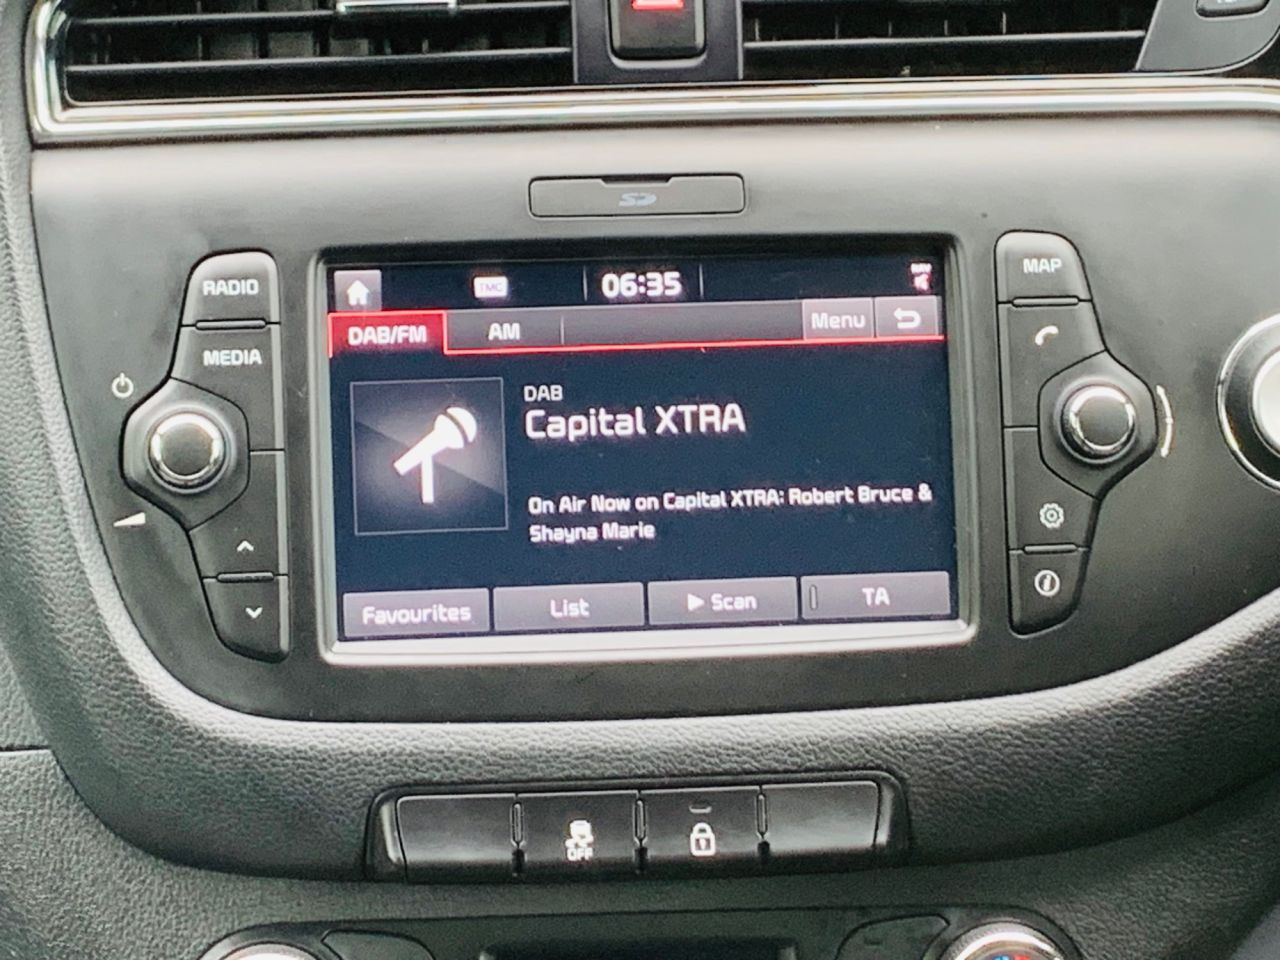 SD
RADIO
MEDIA
MAP
TMC
06:35
NAV
DAB/FM
AM
Menu
DAB
Capital XTRA
On Air Now on Capital XTRA: Robert Bruce &
Shayna Marie
Favourites
List
Scan
TA
OFF